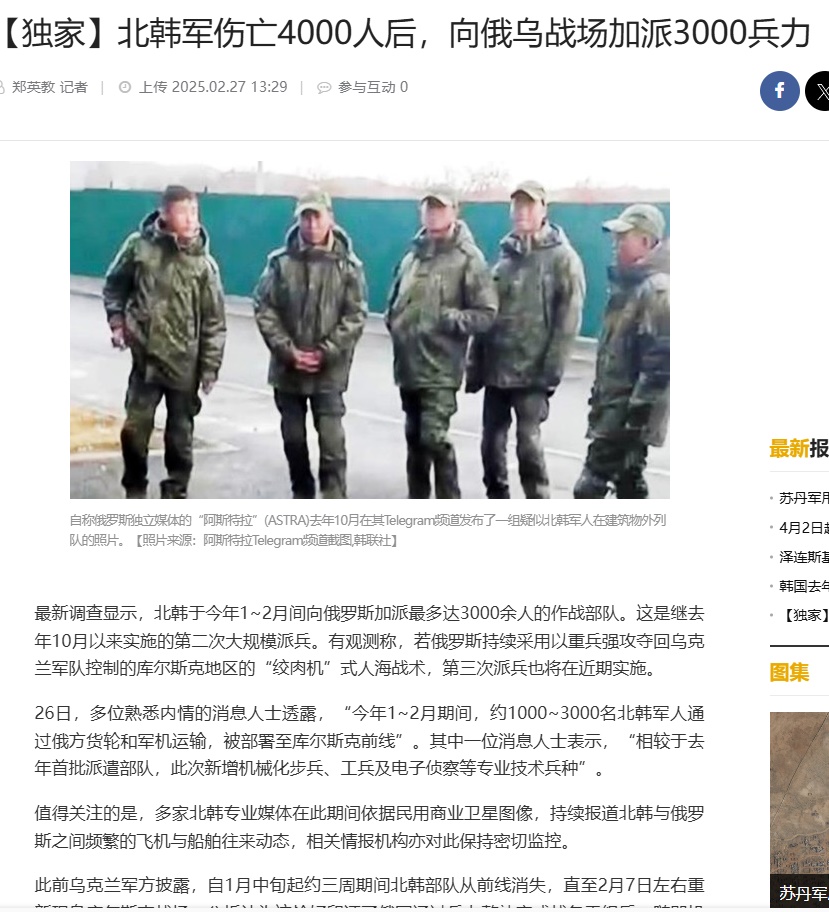 【独家】北韩军伤亡4000人后，向俄乌战场加派3000兵力
郑英教 记者 | 上传 2025.02.27 13:29 | 参与互动 0
自称俄罗斯独立媒体的“阿斯特拉”(ASTRA)去年10月在其Telegram频道发布了一组疑似北韩军人在建筑物外列
队的照片。【照片来源：阿斯特拉Telegram频道截图,韩联社】
最新调查显示，北韩于今年1~2月间向俄罗斯加派最多达3000余人的作战部队。这是继去
年10月以来实施的第二次大规模派兵。有观测称，若俄罗斯持续采用以重兵强攻夺回乌克
兰军队控制的库尔斯克地区的“绞肉机”式人海战术，第三次派兵也将在近期实施。
26日，多位熟悉内情的消息人士透露，“今年1~2月期间，约1000~3000名北韩军人通
过俄方货轮和军机运输，被部署至库尔斯克前线”。其中一位消息人士表示，“相较于去
年首批派遣部队，此次新增机械化步兵、工兵及电子侦察等专业技术兵种”。
值得关注的是，多家北韩专业媒体在此期间依据民用商业卫星图像，持续报道北韩与俄罗
斯之间频繁的飞机与船舶往来动态，相关情报机构亦对此保持密切监控。
此前乌克兰军方披露，自1月中旬起约三周期间北韩部队从前线消失，直至2月7日左右重
最新报
苏丹军用
4月2日起
泽连斯基
韩国去年
【独家】
图集
苏丹军